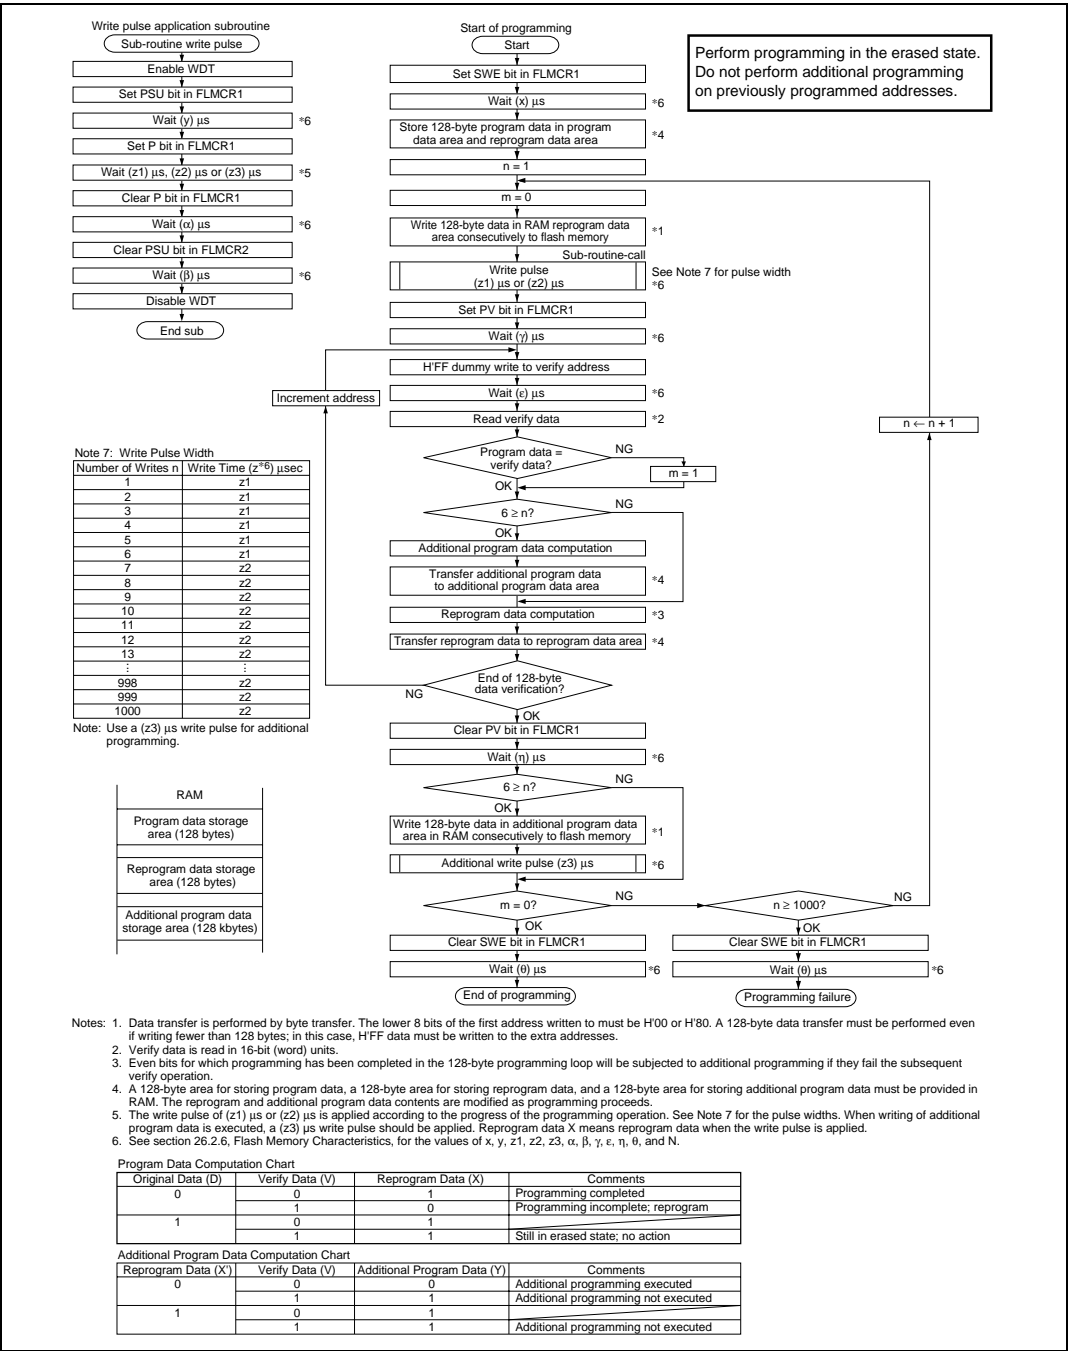 Write pulse application subroutine
Sub-routine write pulse
Enable WDT
Set PSU bit in FLMCR1
Wait (y) μs
*6
Set P bit in FLMCR1
Wait (z1) μs, (z2) μs or (z3) μs
*5
Clear P bit in FLMCR1
Wait (α) μs
*6
Clear PSU bit in FLMCR2
Wait (β) μs
*6
Disable WDT
End sub
Start of programming
Start
Set SWE bit in FLMCR1
Wait (x) μs
*6
Store 128-byte program data in program
data area and reprogram data area
*4
n = 1
m = 0
Write 128-byte data in RAM reprogram data
area consecutively to flash memory
*1
Sub-routine-call
Write pulse
(z1) μs or (z2) μs
See Note 7 for pulse width
*6
Set PV bit in FLMCR1
Wait (γ) μs
*6
H'FF dummy write to verify address
Wait (ε) μs
*6
Read verify data
*2
Increment address
Program data =
verify data?
NG
m = 1
OK
6 ≥ n?
NG
OK
Additional program data computation
Transfer additional program data
to additional program data area
*4
Reprogram data computation
*3
Transfer reprogram data to reprogram data area
*4
End of 128-byte
data verification?
NG
OK
Clear PV bit in FLMCR1
Wait (η) μs
*6
6 ≥ n?
NG
OK
Write 128-byte data in additional program data
area in RAM consecutively to flash memory
*1
Additional write pulse (z3) μs
*6
m = 0?
NG
OK
Clear SWE bit in FLMCR1
Wait (θ) μs
*6
End of programming
n ≥ 1000?
NG
OK
Clear SWE bit in FLMCR1
Wait (θ) μs
*6
Programming failure
n ← n + 1
Perform programming in the erased state.
Do not perform additional programming
on previously programmed addresses.
Note 7: Write Pulse Width
Number of Writes n Write Time (z*6) μsec
1 z1
2 z1
3 z1
4 z1
5 z1
6 z1
7 z2
8 z2
9 z2
10 z2
11 z2
12 z2
13 z2
⋮ ⋮
998 z2
999 z2
1000 z2
Note: Use a (z3) μs write pulse for additional
programming.
RAM
Program data storage
area (128 bytes)
Reprogram data storage
area (128 bytes)
Additional program data
storage area (128 kbytes)
Notes: 1. Data transfer is performed by byte transfer. The lower 8 bits of the first address written to must be H'00 or H'80. A 128-byte data transfer must be performed even
if writing fewer than 128 bytes; in this case, H'FF data must be written to the extra addresses.
2. Verify data is read in 16-bit (word) units.
3. Even bits for which programming has been completed in the 128-byte programming loop will be subjected to additional programming if they fail the subsequent
verify operation.
4. A 128-byte area for storing program data, a 128-byte area for storing reprogram data, and a 128-byte area for storing additional program data must be provided in
RAM. The reprogram and additional program data contents are modified as programming proceeds.
5. The write pulse of (z1) μs or (z2) μs is applied according to the progress of the programming operation. See Note 7 for the pulse widths. When writing of additional
program data is executed, a (z3) μs write pulse should be applied. Reprogram data X means reprogram data when the write pulse is applied.
6. See section 26.2.6, Flash Memory Characteristics, for the values of x, y, z1, z2, z3, α, β, γ, ε, η, θ, and N.
Program Data Computation Chart
Original Data (D) Verify Data (V) Reprogram Data (X) Comments
0 0 1 Programming completed
1 0 Programming incomplete; reprogram
1 0 1
1 1 Still in erased state; no action
Additional Program Data Computation Chart
Reprogram Data (X') Verify Data (V) Additional Program Data (Y) Comments
0 0 0 Additional programming executed
1 1 Additional programming not executed
1 0 1
1 1 Additional programming not executed